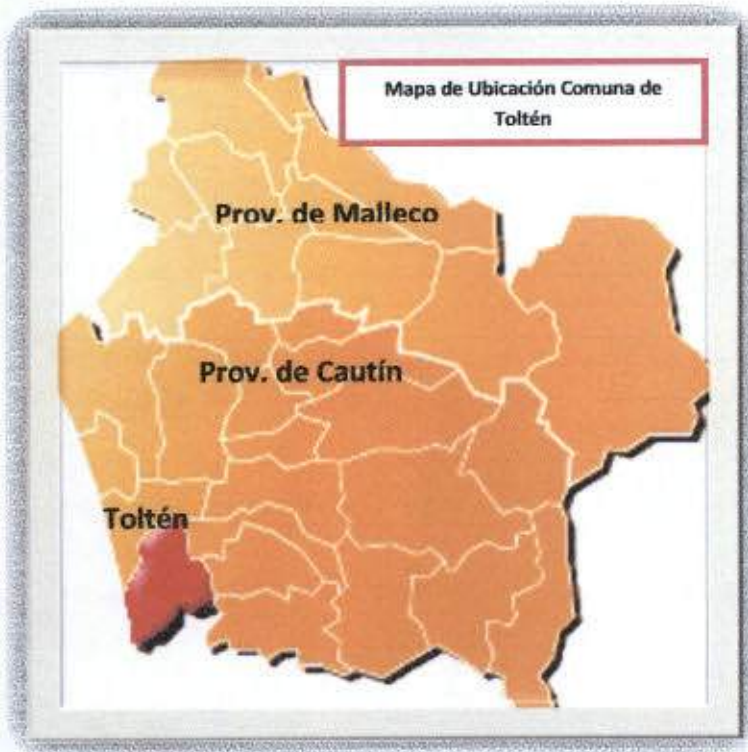 Mapa de Ubicación Comuna de
Toltén
Prov. de Malleco
Prov. de Cautín
Toltén